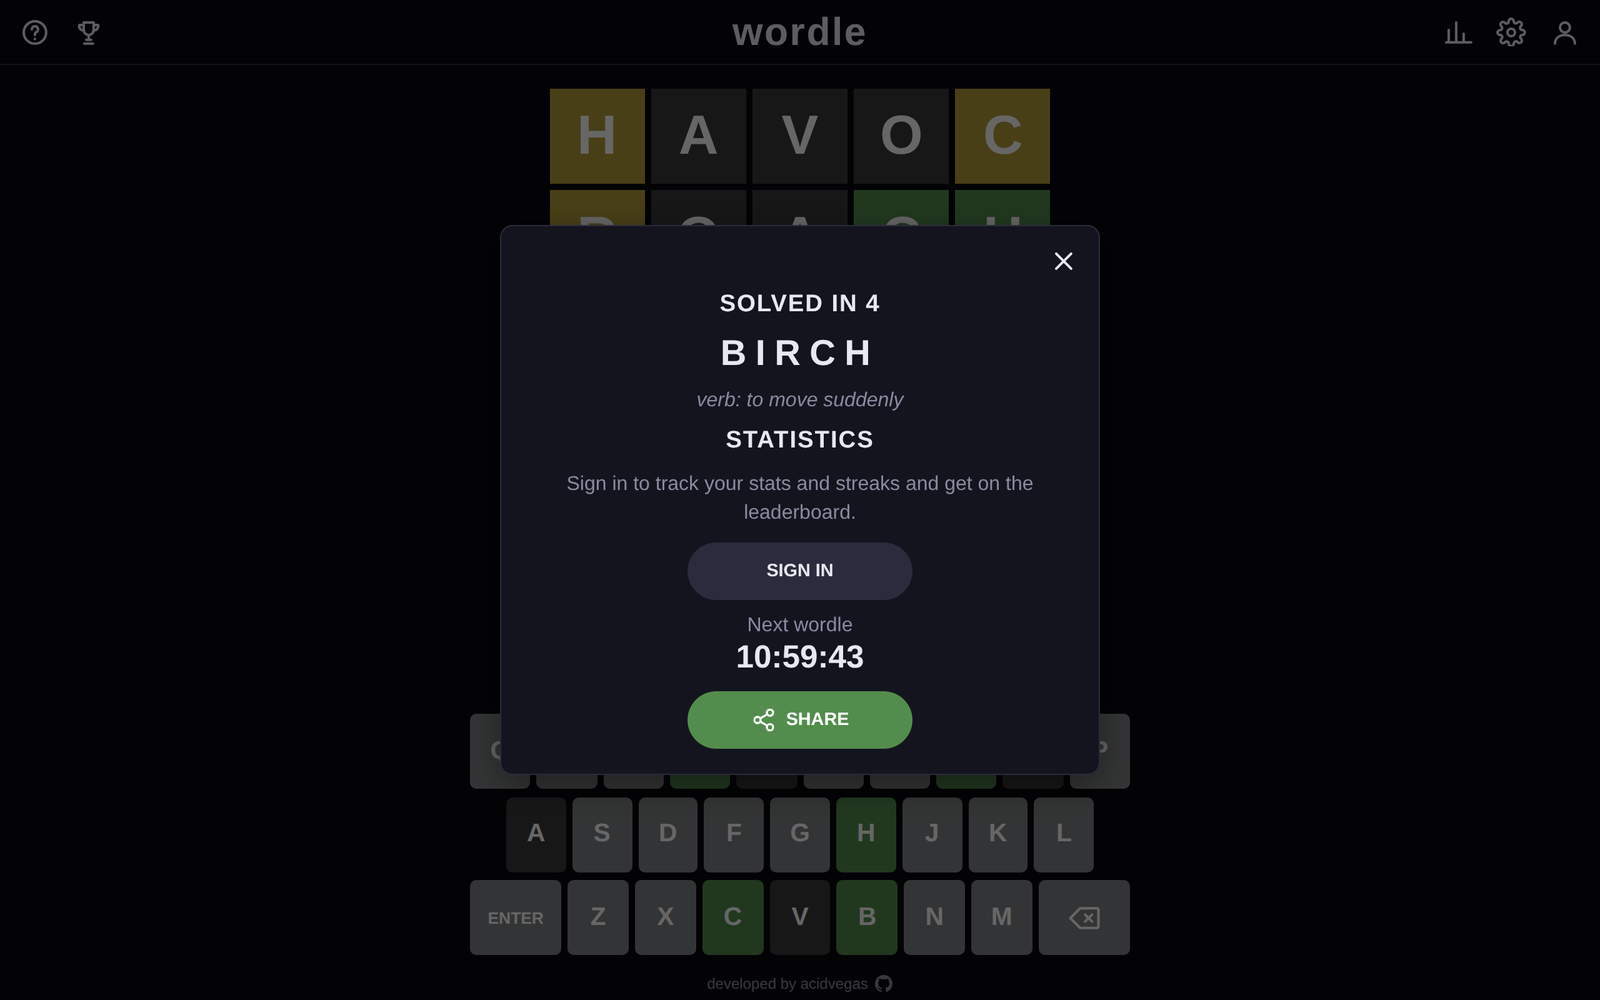 wordle
H A V O C
SOLVED IN 4
BIRCH
verb: to move suddenly
STATISTICS
Sign in to track your stats and streaks and get on the
leaderboard.
SIGN IN
Next wordle
10:59:43
SHARE
A S D F G H J K L
ENTER Z X C V B N M
developed by acidvegas